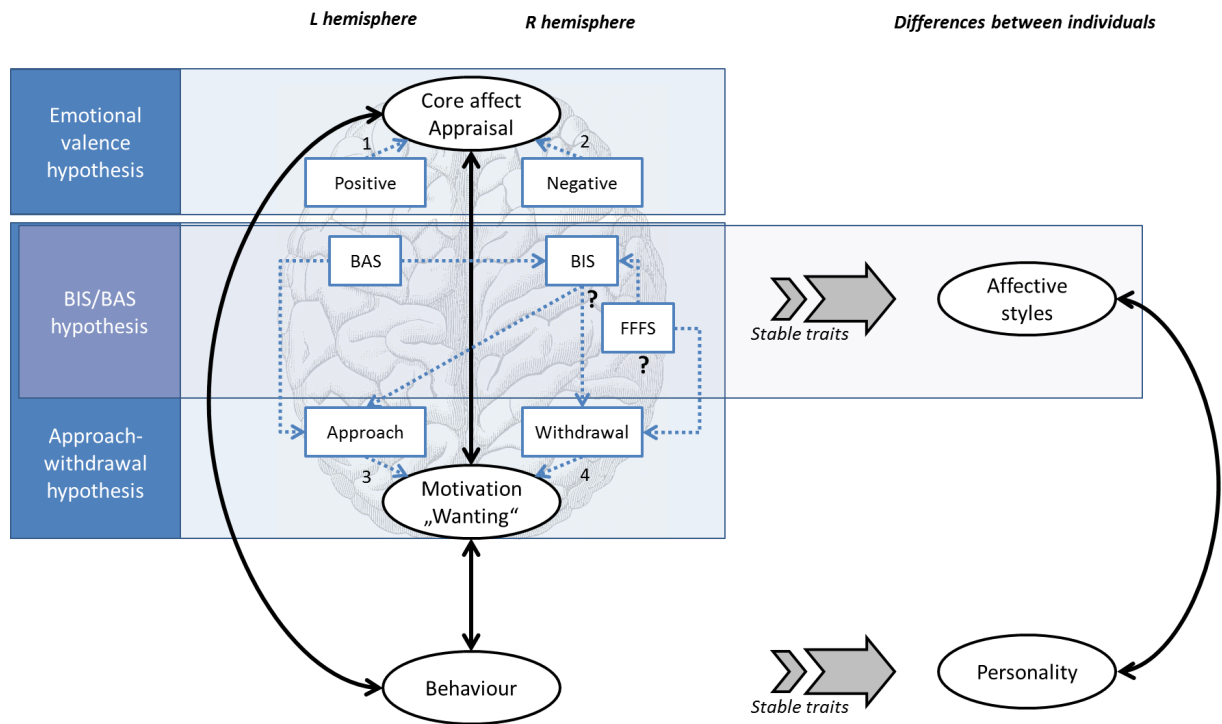 L hemisphere
R hemisphere
Differences between individuals
Emotional
valence
hypothesis
Core affect
Appraisal
1
2
Positive
Negative
BIS/BAS
hypothesis
BAS
BIS
?
FFFS
?
Stable traits
Affective
styles
Approach-
withdrawal
hypothesis
Approach
Withdrawal
3
4
Motivation
„Wanting“
Behaviour
Stable traits
Personality